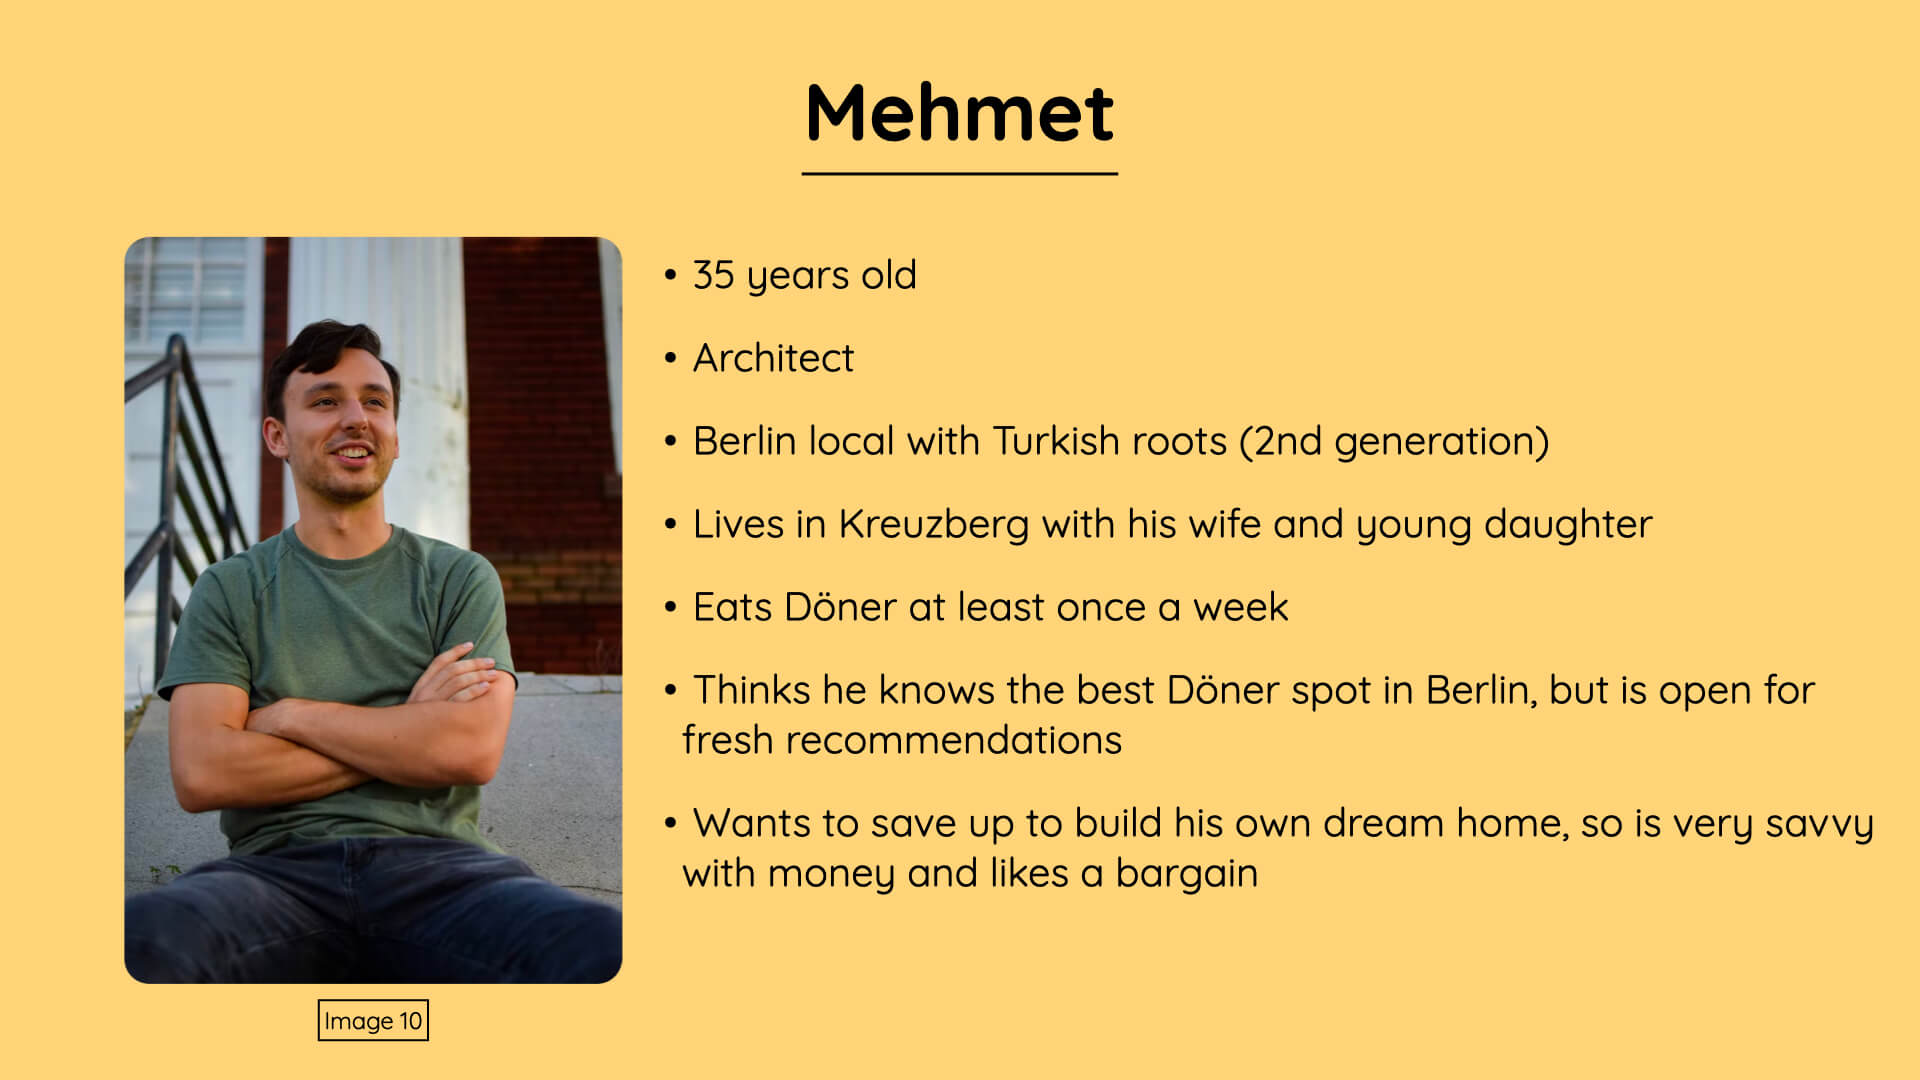 Mehmet
• 35 years old
• Architect
• Berlin local with Turkish roots (2nd generation)
• Lives in Kreuzberg with his wife and young daughter
• Eats Döner at least once a week
• Thinks he knows the best Döner spot in Berlin, but is open for
fresh recommendations
• Wants to save up to build his own dream home, so is very savvy
with money and likes a bargain
Image 10